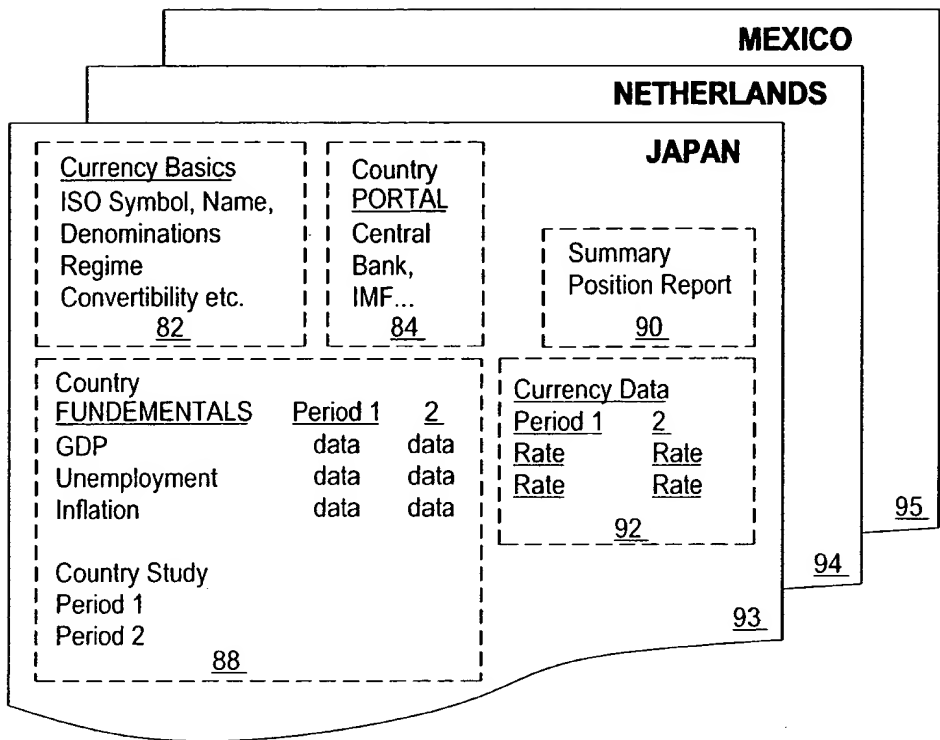 MEXICO
NETHERLANDS
JAPAN
Currency Basics
ISO Symbol, Name,
Denominations
Regime
Convertibility etc.
82
Country
PORTAL
Central
Bank,
IMF...
84
Summary
Position Report
90
Country
FUNDEMENTALS Period 1 2
GDP data data
Unemployment data data
Inflation data data
Country Study
Period 1
Period 2
88
Currency Data
Period 1 2
Rate Rate
Rate Rate
92
93
94
95